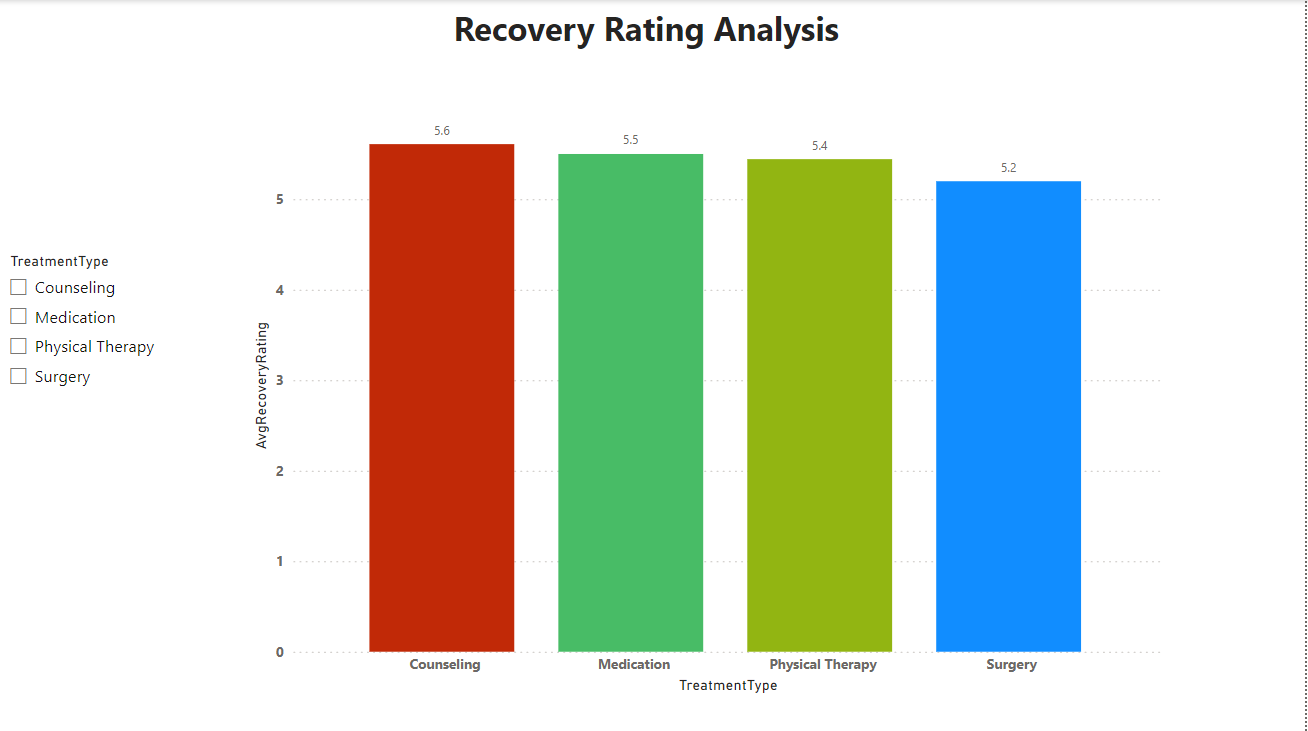 Recovery Rating Analysis
TreatmentType
Counseling
Medication
Physical Therapy
Surgery
AvgRecoveryRating
5
4
3
2
1
0
5.6
5.5
5.4
5.2
Counseling
Medication
Physical Therapy
Surgery
TreatmentType